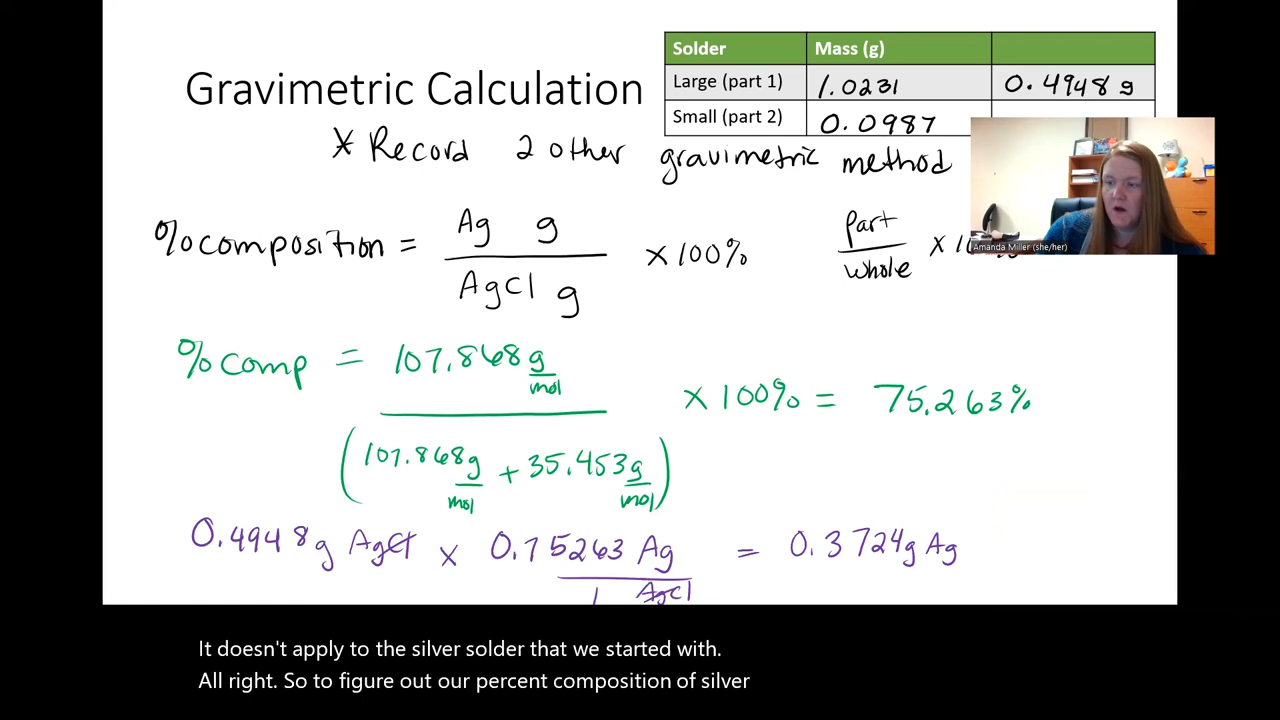 Gravimetric Calculation
Solder Mass (g)
Large (part 1) 1.0231 0.4948 g
Small (part 2) 0.0987
* Record 2 other gravimetric method
%composition = Ag g / AgCl g × 100%
Part / whole × 10
Amanda Miller (she/her)
%comp = 107.868 g/mol / (107.868 g/mol + 35.453 g/mol) × 100% = 75.263%
0.4948 g AgCl × 0.75263 Ag / 1 AgCl = 0.3724 g Ag
It doesn't apply to the silver solder that we started with.
All right. So to figure out our percent composition of silver